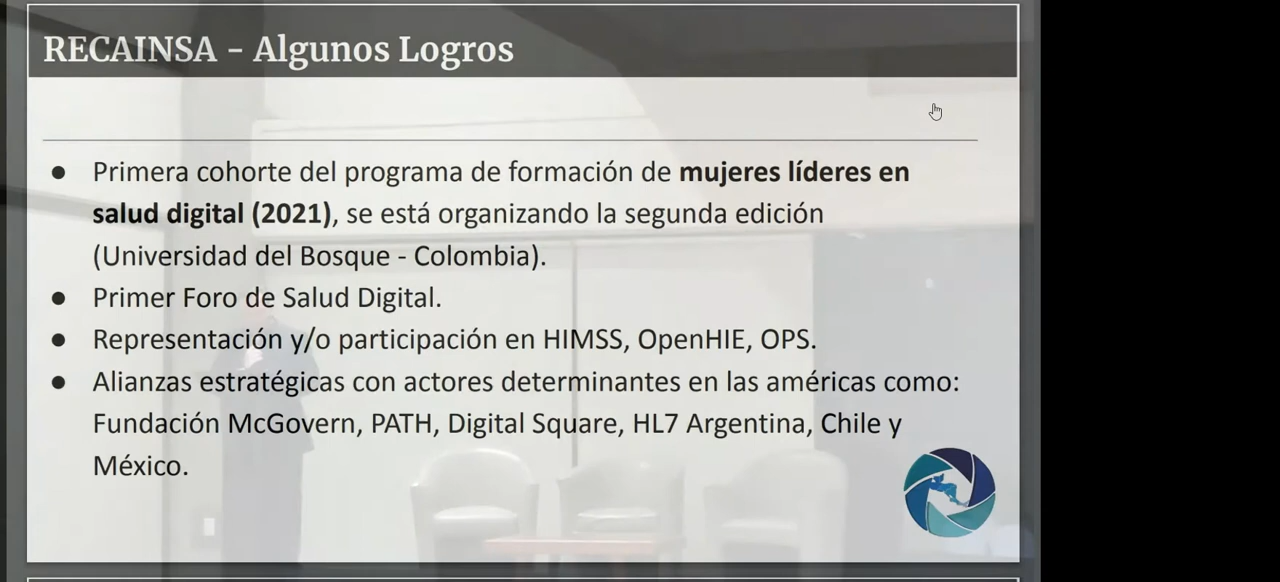 RECAINSA - Algunos Logros
● Primera cohorte del programa de formación de mujeres líderes en
salud digital (2021), se está organizando la segunda edición
(Universidad del Bosque - Colombia).
● Primer Foro de Salud Digital.
● Representación y/o participación en HIMSS, OpenHIE, OPS.
● Alianzas estratégicas con actores determinantes en las américas como:
Fundación McGovern, PATH, Digital Square, HL7 Argentina, Chile y
México.